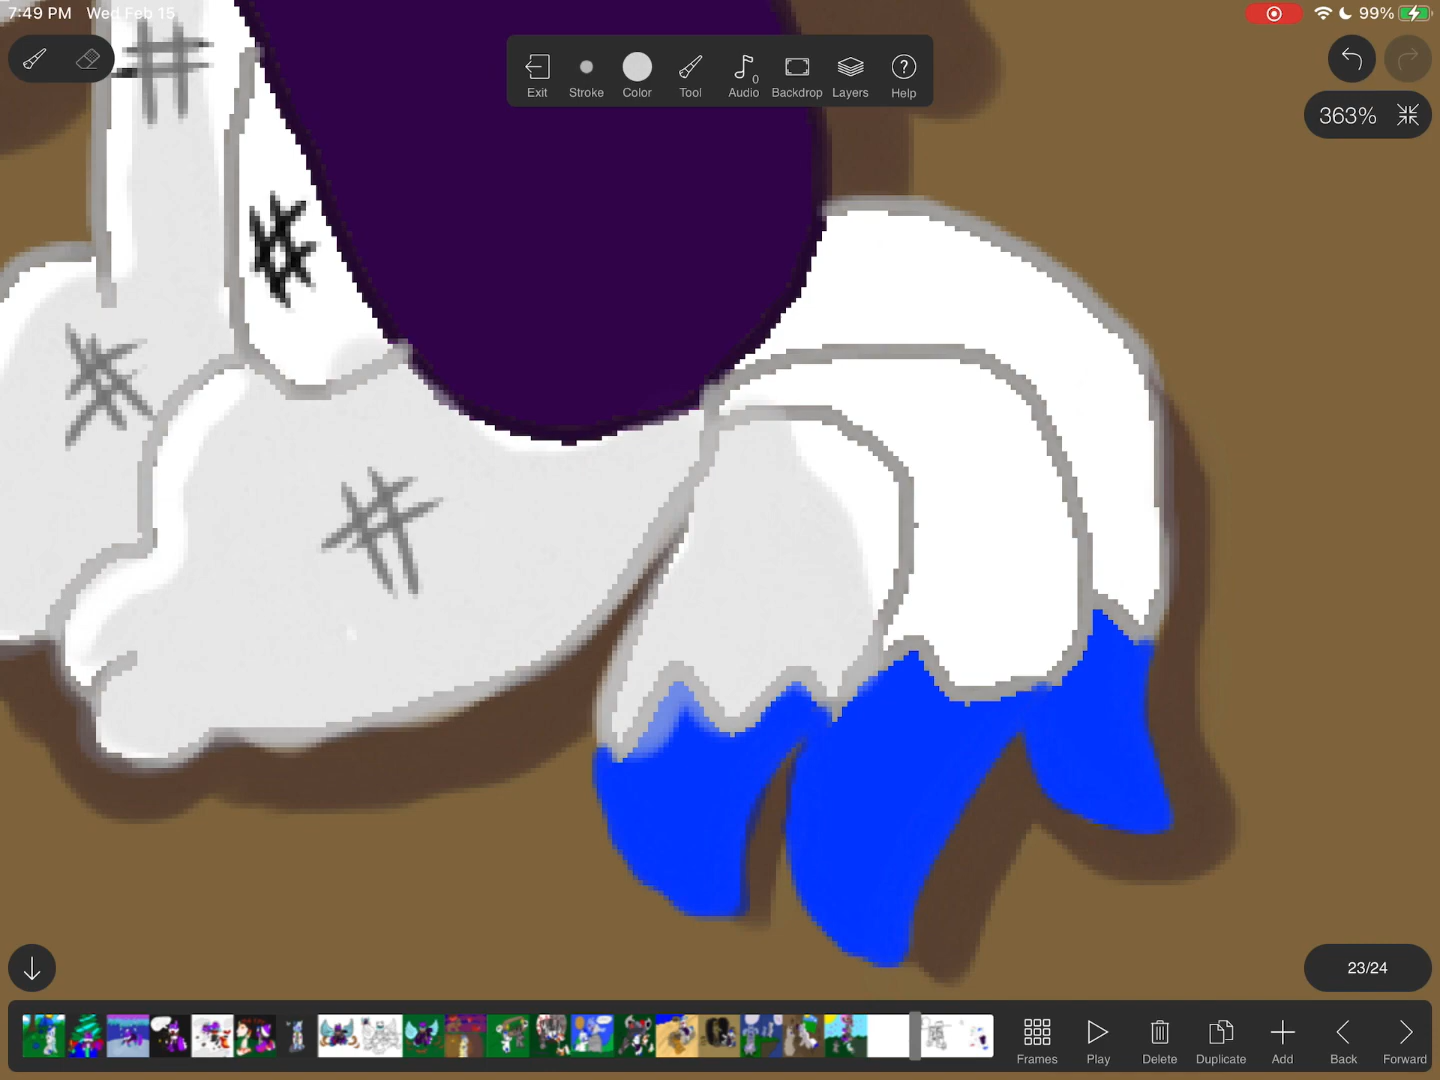 7:49 PM Wed Feb 15
99%
Exit Stroke Color Tool Audio 0 Backdrop Layers Help
363%
23/24
Frames Play Delete Duplicate Add Back Forward